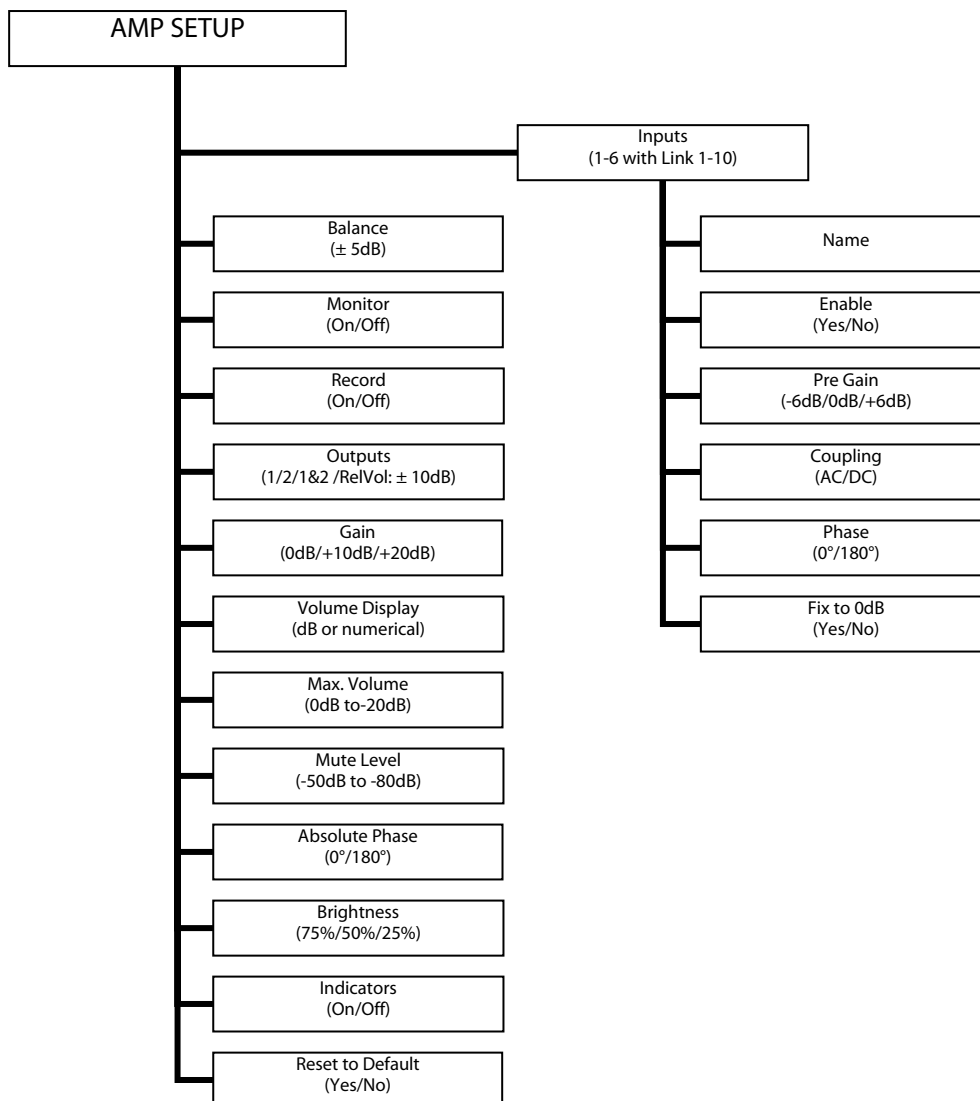 AMP SETUP
Inputs
(1-6 with Link 1-10)
Balance
(± 5dB)
Monitor
(On/Off)
Record
(On/Off)
Outputs
(1/2/1&2 /RelVol: ± 10dB)
Gain
(0dB/+10dB/+20dB)
Volume Display
(dB or numerical)
Max. Volume
(0dB to-20dB)
Mute Level
(-50dB to -80dB)
Absolute Phase
(0°/180°)
Brightness
(75%/50%/25%)
Indicators
(On/Off)
Reset to Default
(Yes/No)
Name
Enable
(Yes/No)
Pre Gain
(-6dB/0dB/+6dB)
Coupling
(AC/DC)
Phase
(0°/180°)
Fix to 0dB
(Yes/No)